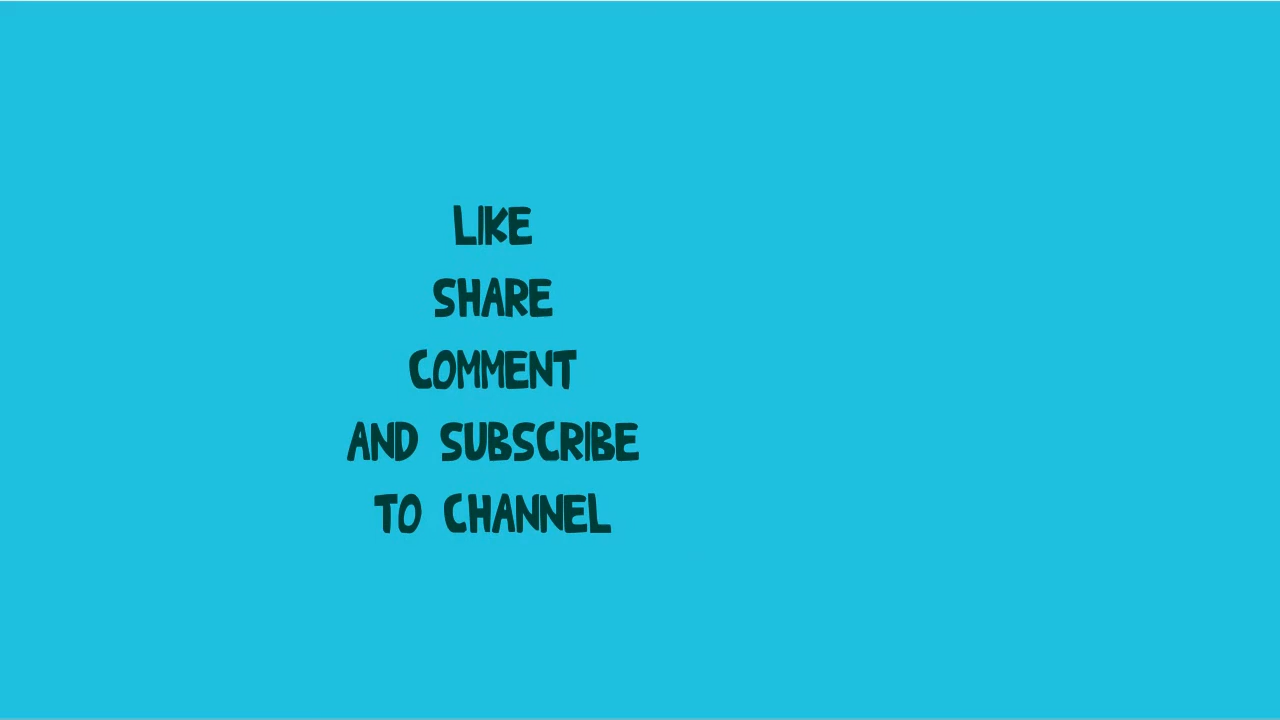 LIKE
SHARE
COMMENT
AND SUBSCRIBE
TO CHANNEL